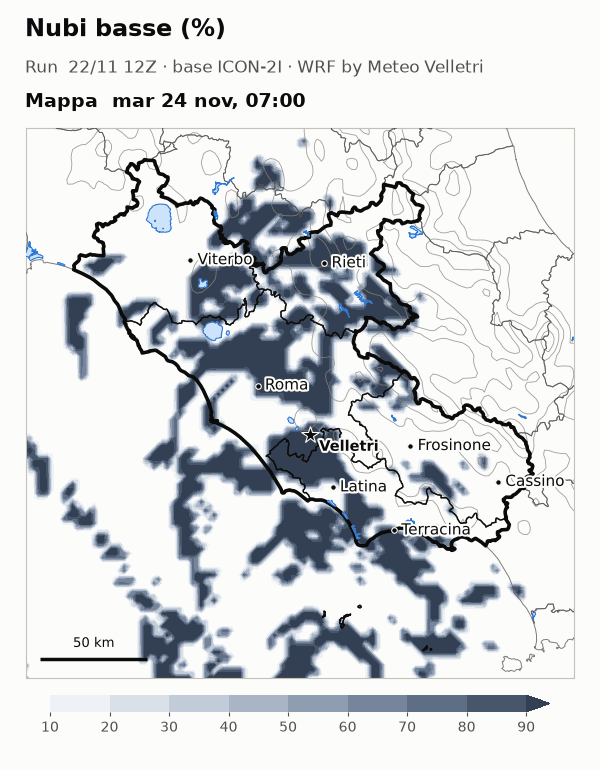 Nubi basse (%)
Run  22/11 12Z · base ICON-2I · WRF by Meteo Velletri
Mappa  mar 24 nov, 07:00
Viterbo
Rieti
Roma
Velletri
Frosinone
Latina
Cassino
Terracina
50 km
10 20 30 40 50 60 70 80 90